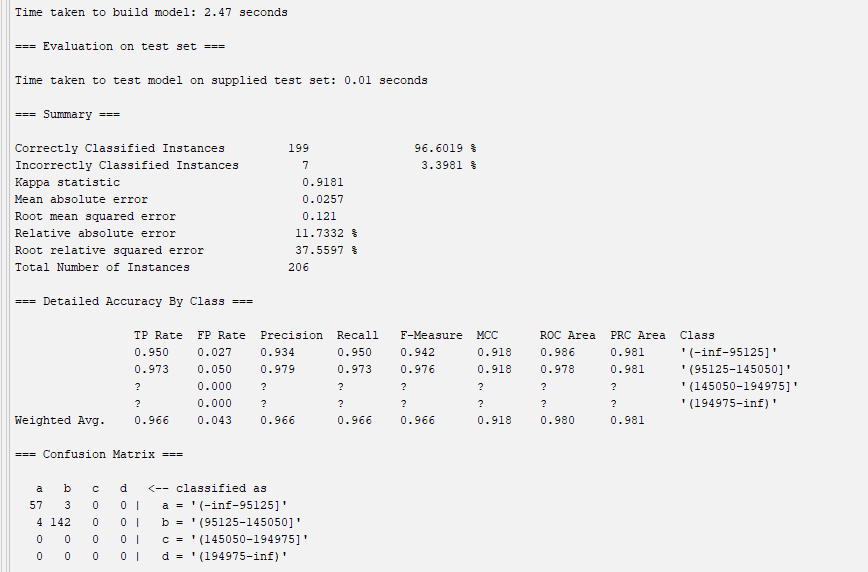 Time taken to build model: 2.47 seconds
=== Evaluation on test set ===
Time taken to test model on supplied test set: 0.01 seconds
=== Summary ===
Correctly Classified Instances         199               96.6019 %
Incorrectly Classified Instances         7                3.3981 %
Kappa statistic                          0.9181
Mean absolute error                      0.0257
Root mean squared error                  0.121
Relative absolute error                 11.7332 %
Root relative squared error             37.5597 %
Total Number of Instances              206
=== Detailed Accuracy By Class ===
                 TP Rate  FP Rate  Precision  Recall   F-Measure  MCC      ROC Area  PRC Area  Class
                 0.950    0.027    0.934      0.950    0.942      0.918    0.986     0.981     '(-inf-95125]'
                 0.973    0.050    0.979      0.973    0.976      0.918    0.978     0.981     '(95125-145050]'
                 ?        0.000    ?          ?        ?          ?        ?         ?         '(145050-194975]'
                 ?        0.000    ?          ?        ?          ?        ?         ?         '(194975-inf)'
Weighted Avg.    0.966    0.043    0.966      0.966    0.966      0.918    0.980     0.981
=== Confusion Matrix ===
   a   b   c   d   <-- classified as
  57   3   0   0 |   a = '(-inf-95125]'
   4 142   0   0 |   b = '(95125-145050]'
   0   0   0   0 |   c = '(145050-194975]'
   0   0   0   0 |   d = '(194975-inf)'